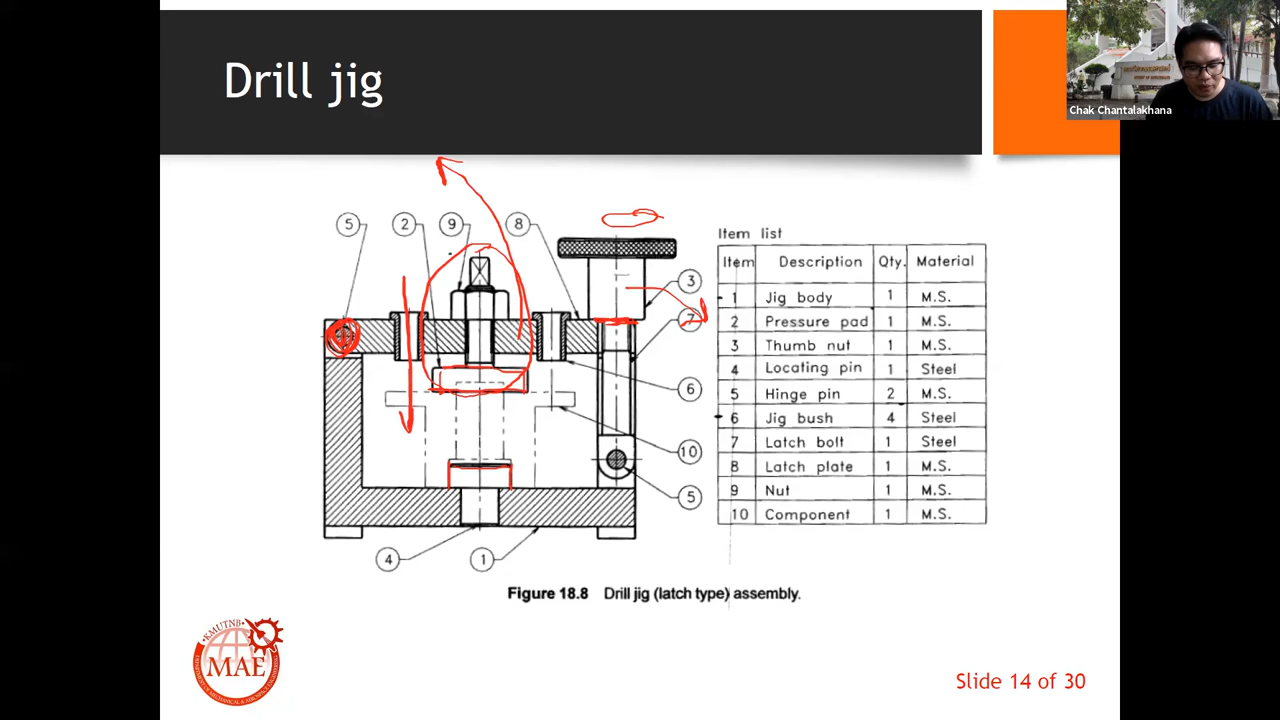 Drill jig
Chak Chantalakhana
5 2 9 8
3
7
6
10
5
4 1
Item list
Item Description Qty. Material
1 Jig body 1 M.S.
2 Pressure pad 1 M.S.
3 Thumb nut 1 M.S.
4 Locating pin 1 Steel
5 Hinge pin 2 M.S.
6 Jig bush 4 Steel
7 Latch bolt 1 Steel
8 Latch plate 1 M.S.
9 Nut 1 M.S.
10 Component 1 M.S.
Figure 18.8 Drill jig (latch type) assembly.
KMUTNB
MAE
Slide 14 of 30